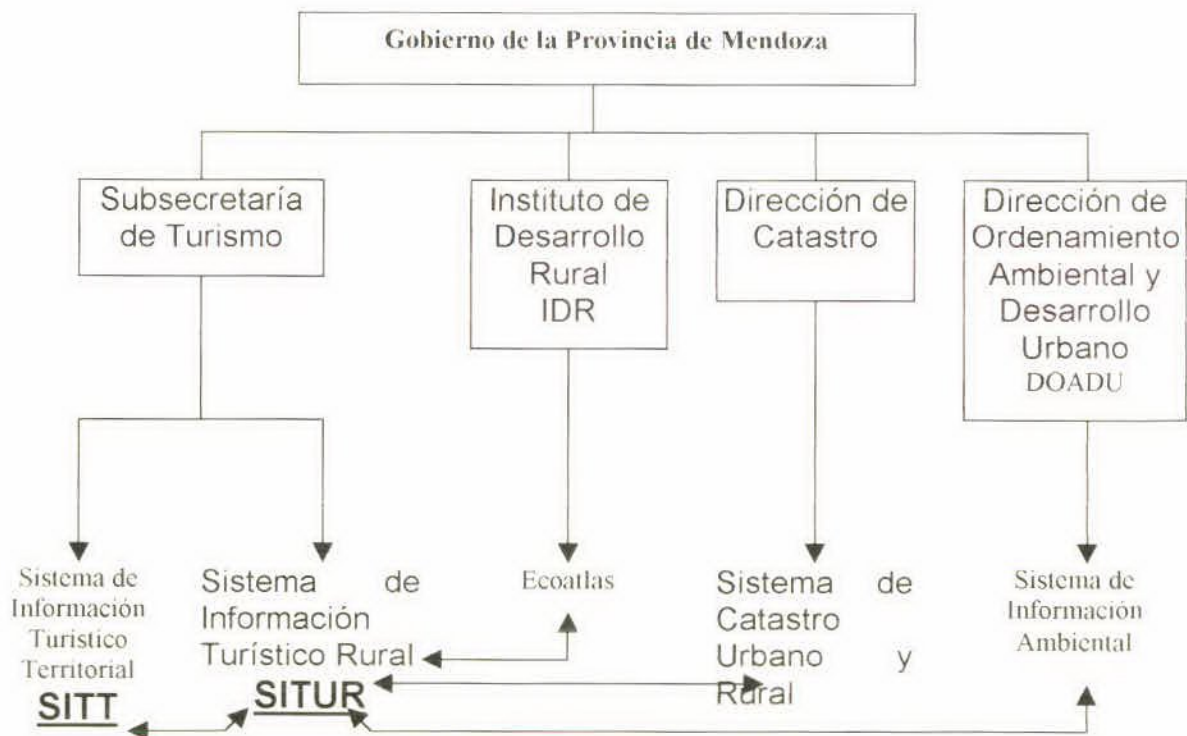 Gobierno de la Provincia de Mendoza
Subsecretaría
de Turismo
Instituto de
Desarrollo
Rural
IDR
Dirección de
Catastro
Dirección de
Ordenamiento
Ambiental y
Desarrollo
Urbano
DOADU
Sistema de
Información
Turístico
Territorial
SITT
Sistema de
Información
Turístico Rural
SITUR
Ecoatlas
Sistema de
Catastro
Urbano y
Rural
Sistema de
Información
Ambiental